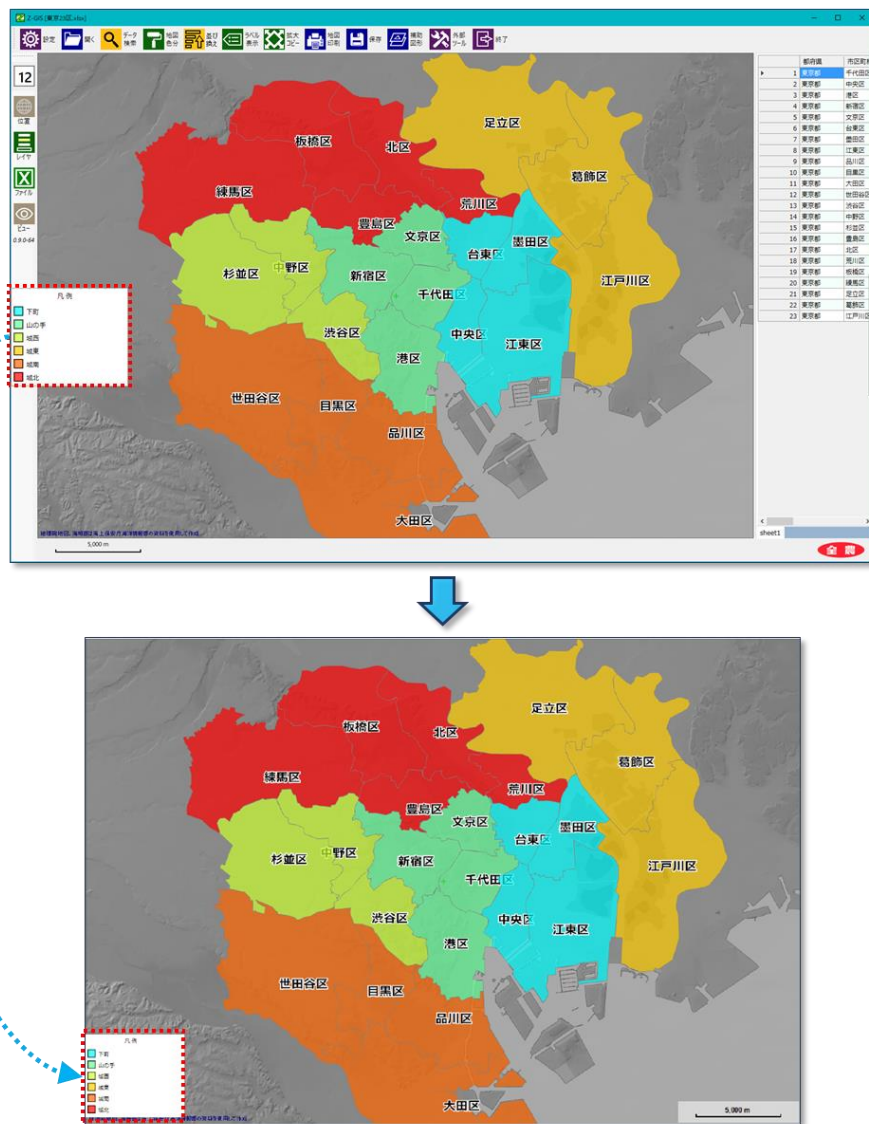 Z-GIS [東京23区.xlsx]
設定
開く
データ検索
地図色分
並び換え
ラベル表示
拡大コピー
地図印刷
保存
補助図形
外部ツール
終了
12
位置
レイヤ
ファイル
ビュー
0.9.0-64
凡例
下町
山の手
城西
城東
城南
城北
足立区
板橋区
北区
葛飾区
練馬区
荒川区
豊島区
文京区
墨田区
台東区
杉並区
中野区
新宿区
江戸川区
千代田区
渋谷区
中央区
江東区
港区
世田谷区
目黒区
品川区
大田区
5,000 m
都府県 市区町村
1 東京都 千代田区
2 東京都 中央区
3 東京都 港区
4 東京都 新宿区
5 東京都 文京区
6 東京都 台東区
7 東京都 墨田区
8 東京都 江東区
9 東京都 品川区
10 東京都 目黒区
11 東京都 大田区
12 東京都 世田谷区
13 東京都 渋谷区
14 東京都 中野区
15 東京都 杉並区
16 東京都 豊島区
17 東京都 北区
18 東京都 荒川区
19 東京都 板橋区
20 東京都 練馬区
21 東京都 足立区
22 東京都 葛飾区
23 東京都 江戸川区
sheet1
全農
足立区
板橋区
北区
葛飾区
練馬区
荒川区
豊島区
文京区
墨田区
台東区
杉並区
中野区
新宿区
江戸川区
千代田区
渋谷区
中央区
江東区
港区
世田谷区
目黒区
品川区
大田区
凡例
下町
山の手
城西
城東
城南
城北
5,000 m